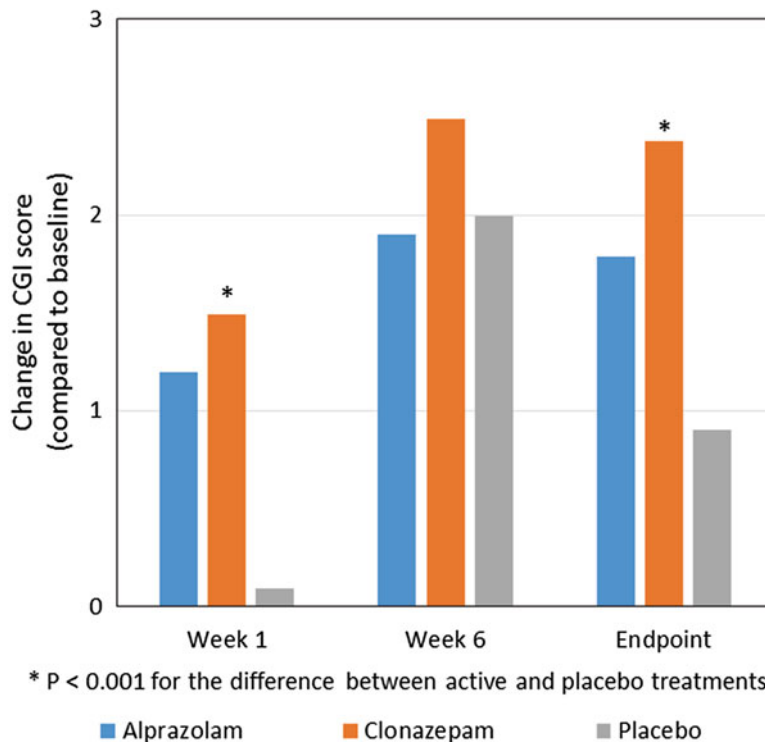 3
2
1
0
Change in CGI score
(compared to baseline)
*
*
Week 1 Week 6 Endpoint
* P < 0.001 for the difference between active and placebo treatments
Alprazolam Clonazepam Placebo